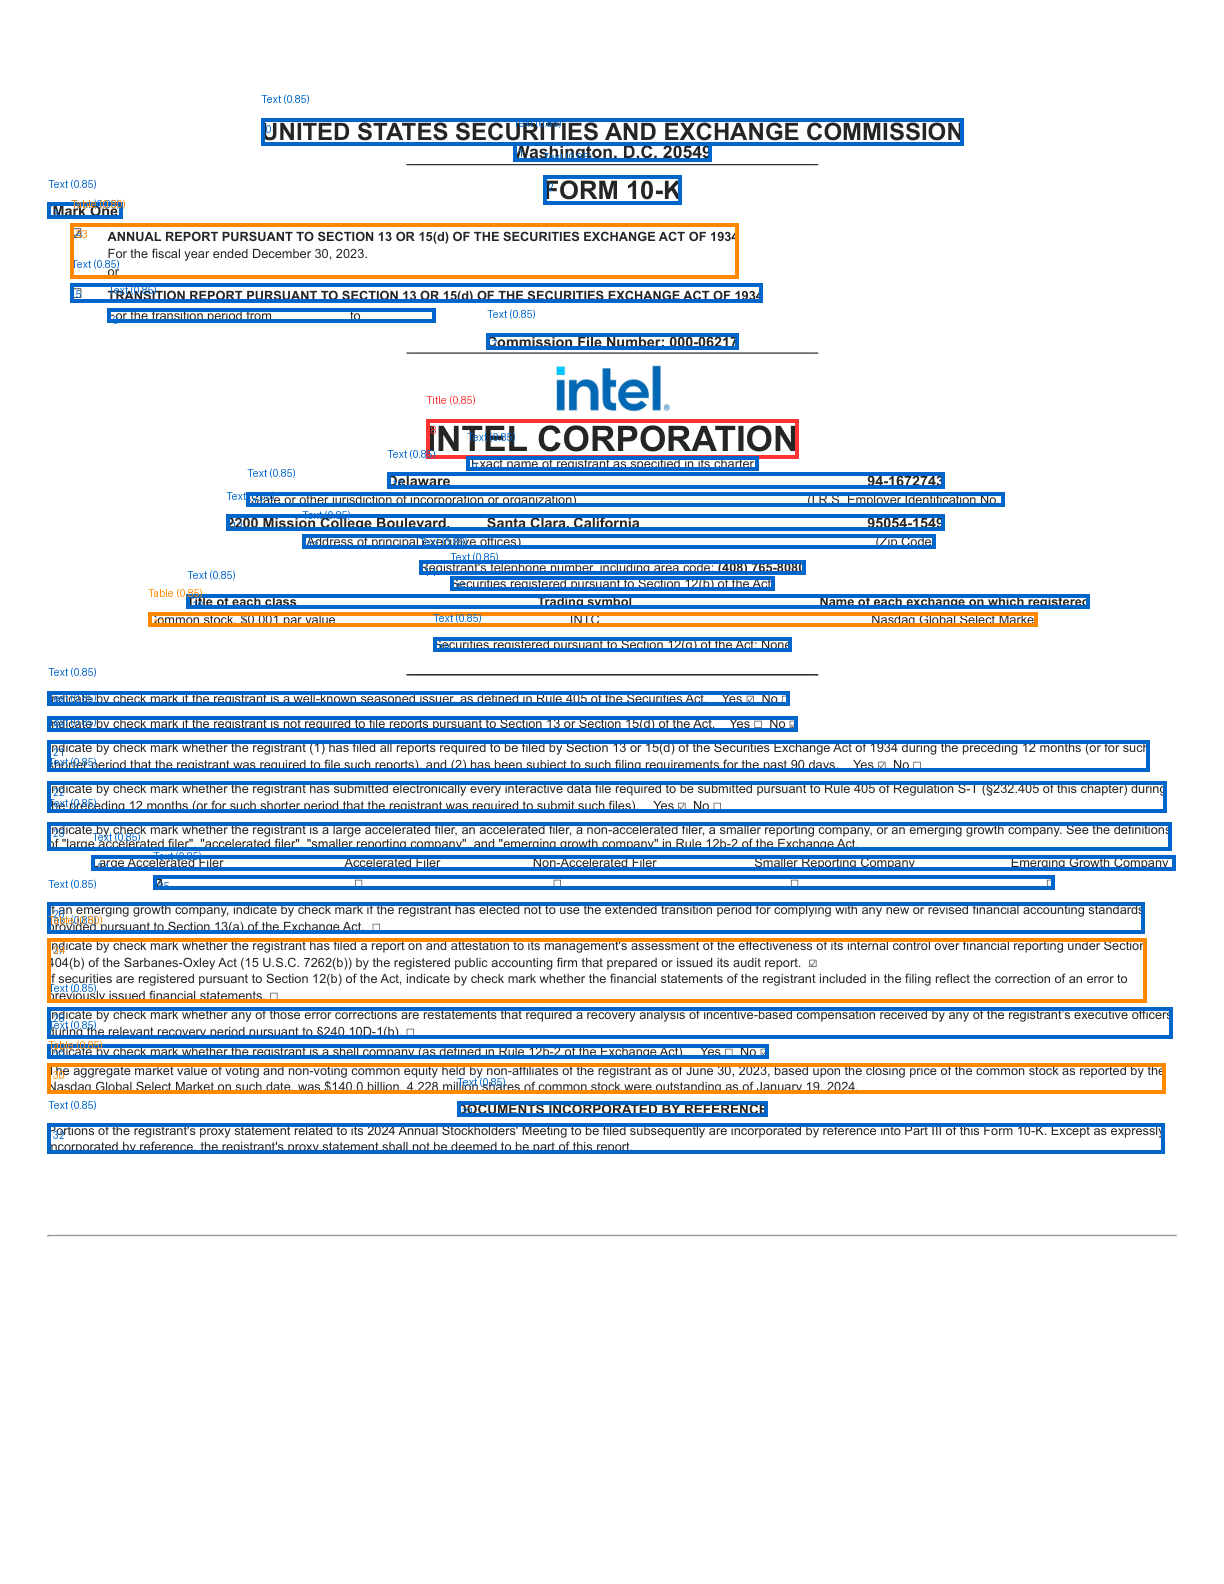 Text (0.85)
UNITED STATES SECURITIES AND EXCHANGE COMMISSION
Washington, D.C. 20549
Text (0.85)
FORM 10-K
Mark One
☑ ANNUAL REPORT PURSUANT TO SECTION 13 OR 15(d) OF THE SECURITIES EXCHANGE ACT OF 1934
For the fiscal year ended December 30, 2023.
or
Text (0.85)
TRANSITION REPORT PURSUANT TO SECTION 13 OR 15(d) OF THE SECURITIES EXCHANGE ACT OF 1934
For the transition period from to
Text (0.85)
Commission File Number: 000-06217
intel®
Title (0.85)
INTEL CORPORATION
Text (0.85)
Exact name of registrant as specified in its charter
Text (0.85)
Delaware 94-1672743
Text (0.85)
State or other jurisdiction of incorporation or organization) (I.R.S. Employer Identification No.
2200 Mission College Boulevard, Santa Clara, California 95054-1549
Address of principal executive offices) (Zip Code
Text (0.85)
Registrant's telephone number, including area code: (408) 765-8080
Text (0.85)
Securities registered pursuant to Section 12(b) of the Act
Table (0.85)
Title of each class Trading symbol Name of each exchange on which registered
Common stock, $0.001 par value INTC Nasdaq Global Select Marke
Text (0.85)
Securities registered pursuant to Section 12(g) of the Act: None
Text (0.85)
Indicate by check mark if the registrant is a well-known seasoned issuer, as defined in Rule 405 of the Securities Act. Yes ☑ No ☐
Indicate by check mark if the registrant is not required to file reports pursuant to Section 13 or Section 15(d) of the Act. Yes ☐ No ☑
Indicate by check mark whether the registrant (1) has filed all reports required to be filed by Section 13 or 15(d) of the Securities Exchange Act of 1934 during the preceding 12 months (or for such
shorter period that the registrant was required to file such reports), and (2) has been subject to such filing requirements for the past 90 days. Yes ☑ No ☐
Indicate by check mark whether the registrant has submitted electronically every interactive data file required to be submitted pursuant to Rule 405 of Regulation S-T (§232.405 of this chapter) during
the preceding 12 months (or for such shorter period that the registrant was required to submit such files). Yes ☑ No ☐
Indicate by check mark whether the registrant is a large accelerated filer, an accelerated filer, a non-accelerated filer, a smaller reporting company, or an emerging growth company. See the definitions
of "large accelerated filer", "accelerated filer", "smaller reporting company", and "emerging growth company" in Rule 12b-2 of the Exchange Act.
Text (0.85)
Large Accelerated Filer Accelerated Filer Non-Accelerated Filer Smaller Reporting Company Emerging Growth Company
☑ ☐ ☐ ☐ ☐
Text (0.85)
If an emerging growth company, indicate by check mark if the registrant has elected not to use the extended transition period for complying with any new or revised financial accounting standards
provided pursuant to Section 13(a) of the Exchange Act. ☐
Indicate by check mark whether the registrant has filed a report on and attestation to its management's assessment of the effectiveness of its internal control over financial reporting under Section
404(b) of the Sarbanes-Oxley Act (15 U.S.C. 7262(b)) by the registered public accounting firm that prepared or issued its audit report. ☑
If securities are registered pursuant to Section 12(b) of the Act, indicate by check mark whether the financial statements of the registrant included in the filing reflect the correction of an error to
previously issued financial statements. ☐
Text (0.85)
Indicate by check mark whether any of those error corrections are restatements that required a recovery analysis of incentive-based compensation received by any of the registrant's executive officers
during the relevant recovery period pursuant to §240.10D-1(b). ☐
Text (0.85)
Indicate by check mark whether the registrant is a shell company (as defined in Rule 12b-2 of the Exchange Act). Yes ☐ No ☑
The aggregate market value of voting and non-voting common equity held by non-affiliates of the registrant as of June 30, 2023, based upon the closing price of the common stock as reported by the
Nasdaq Global Select Market on such date, was $140.0 billion. 4,228 million shares of common stock were outstanding as of January 19, 2024.
Text (0.85)
DOCUMENTS INCORPORATED BY REFERENCE
Text (0.85)
Portions of the registrant's proxy statement related to its 2024 Annual Stockholders' Meeting to be filed subsequently are incorporated by reference into Part III of this Form 10-K. Except as expressly
incorporated by reference, the registrant's proxy statement shall not be deemed to be part of this report.